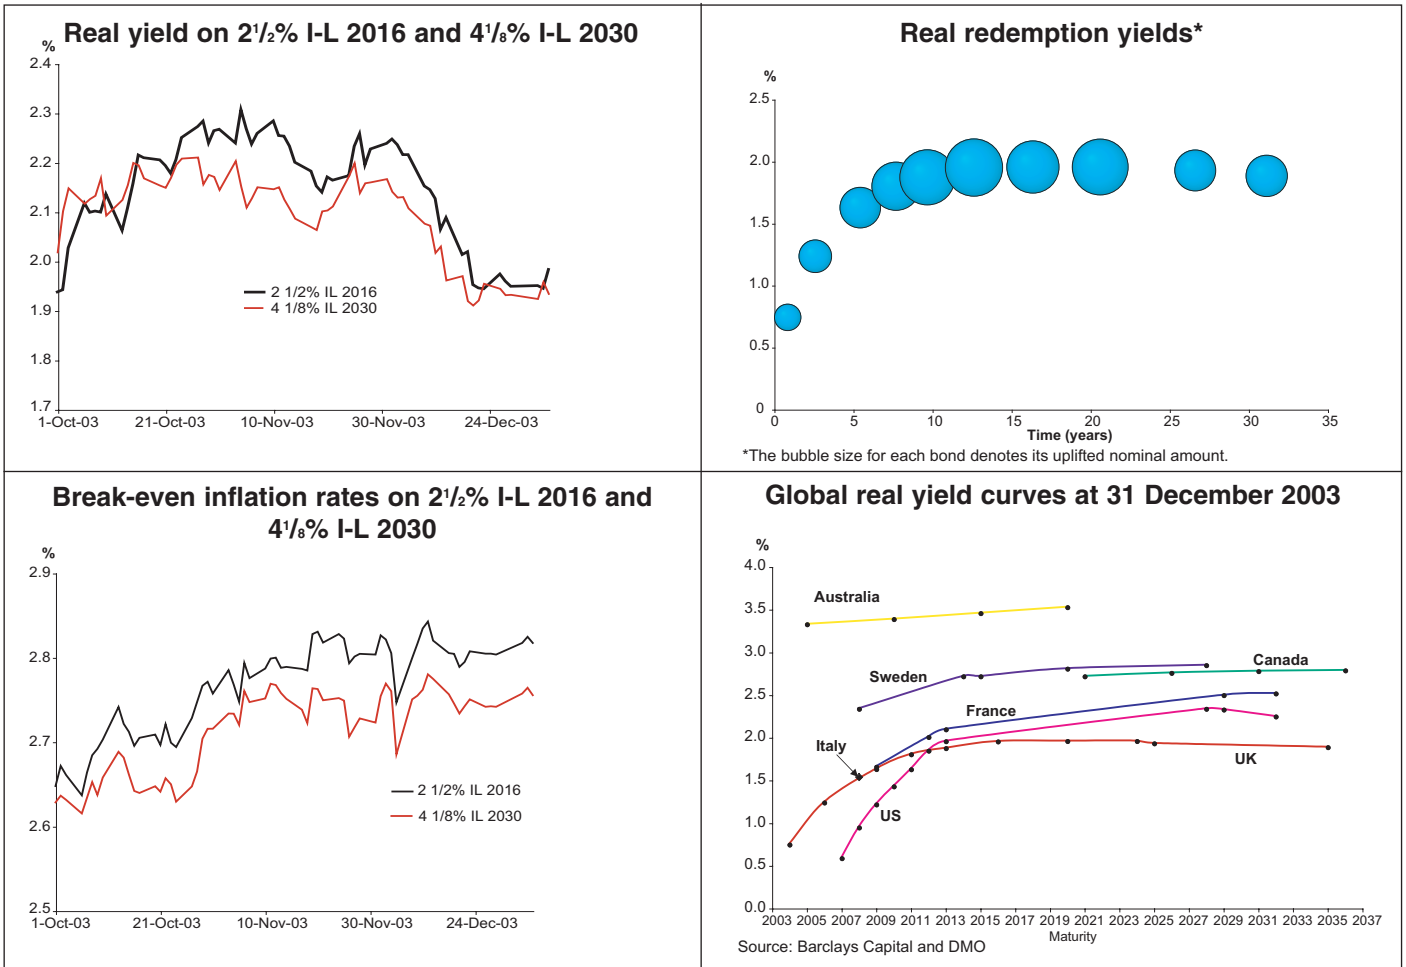 Real yield on 2¹/₂% I-L 2016 and 4¹/₈% I-L 2030
%
2.4
2.3
2.2
2.1
2.0
1.9
1.8
1.7
2 1/2% IL 2016
4 1/8% IL 2030
1-Oct-03 21-Oct-03 10-Nov-03 30-Nov-03 24-Dec-03
Real redemption yields*
%
2.5
2.0
1.5
1.0
0.5
0
0 5 10 15 20 25 30 35
Time (years)
*The bubble size for each bond denotes its uplifted nominal amount.
Break-even inflation rates on 2¹/₂% I-L 2016 and
4¹/₈% I-L 2030
%
2.9
2.8
2.7
2.6
2.5
2 1/2% IL 2016
4 1/8% IL 2030
1-Oct-03 21-Oct-03 10-Nov-03 30-Nov-03 24-Dec-03
Global real yield curves at 31 December 2003
%
4.0
3.5
3.0
2.5
2.0
1.5
1.0
0.5
0.0
Australia
Sweden
Canada
France
Italy
UK
US
2003 2005 2007 2009 2011 2013 2015 2017 2019 2021 2023 2025 2027 2029 2031 2033 2035 2037
Maturity
Source: Barclays Capital and DMO